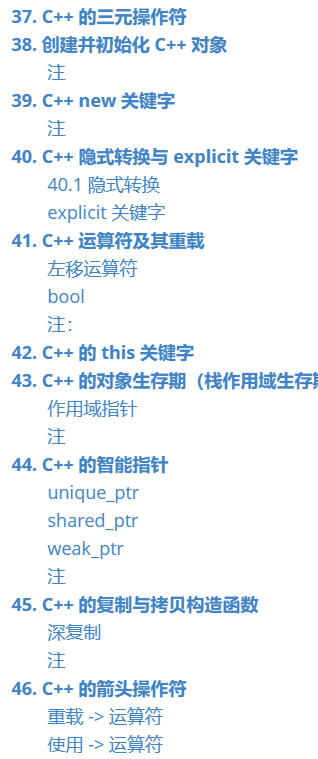 37. C++ 的三元操作符
38. 创建并初始化 C++ 对象
注
39. C++ new 关键字
注
40. C++ 隐式转换与 explicit 关键字
40.1 隐式转换
explicit 关键字
41. C++ 运算符及其重载
左移运算符
bool
注：
42. C++ 的 this 关键字
43. C++ 的对象生存期（栈作用域生存
作用域指针
注
44. C++ 的智能指针
unique_ptr
shared_ptr
weak_ptr
注
45. C++ 的复制与拷贝构造函数
深复制
注
46. C++ 的箭头操作符
重载 -> 运算符
使用 -> 运算符